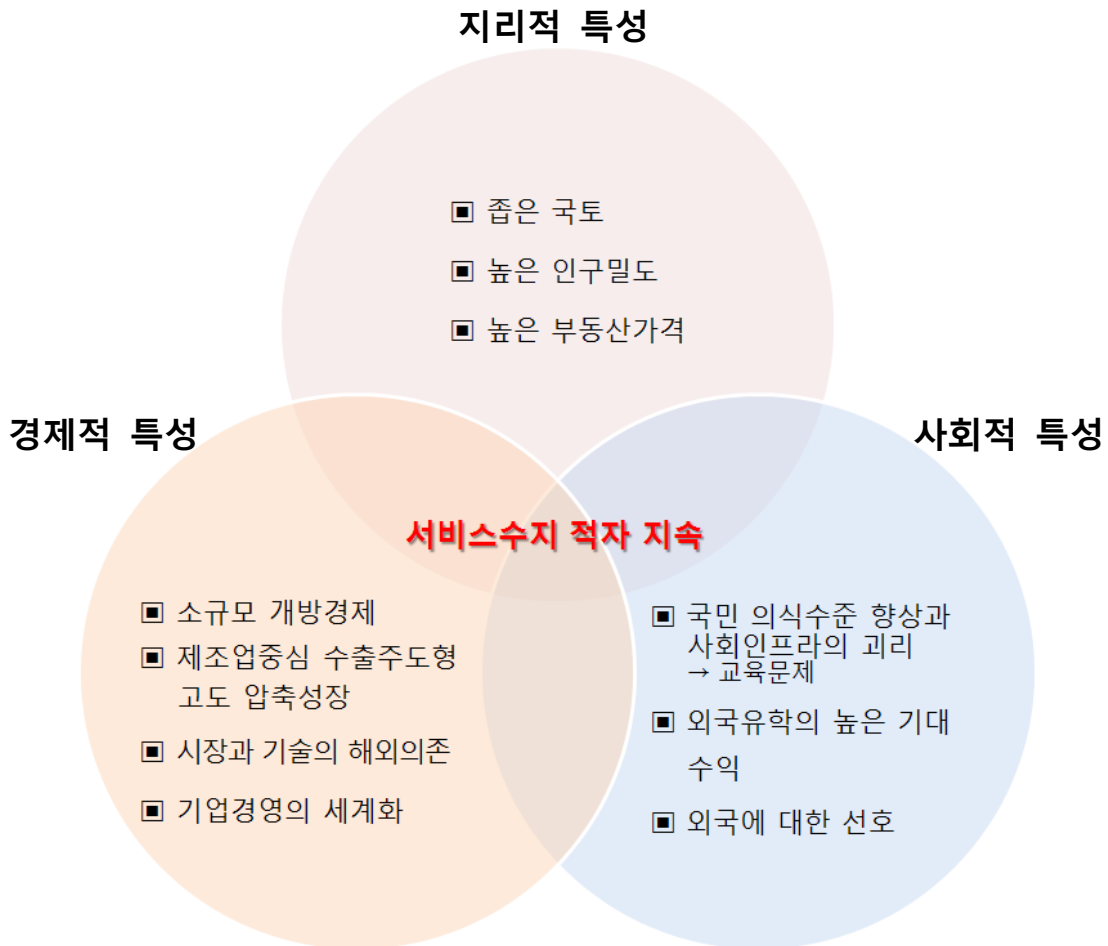 지리적 특성
▣ 좁은 국토
▣ 높은 인구밀도
▣ 높은 부동산가격
경제적 특성
사회적 특성
서비스수지 적자 지속
▣ 소규모 개방경제
▣ 제조업중심 수출주도형
고도 압축성장
▣ 시장과 기술의 해외의존
▣ 기업경영의 세계화
▣ 국민 의식수준 향상과
사회인프라의 괴리
→ 교육문제
▣ 외국유학의 높은 기대
수익
▣ 외국에 대한 선호